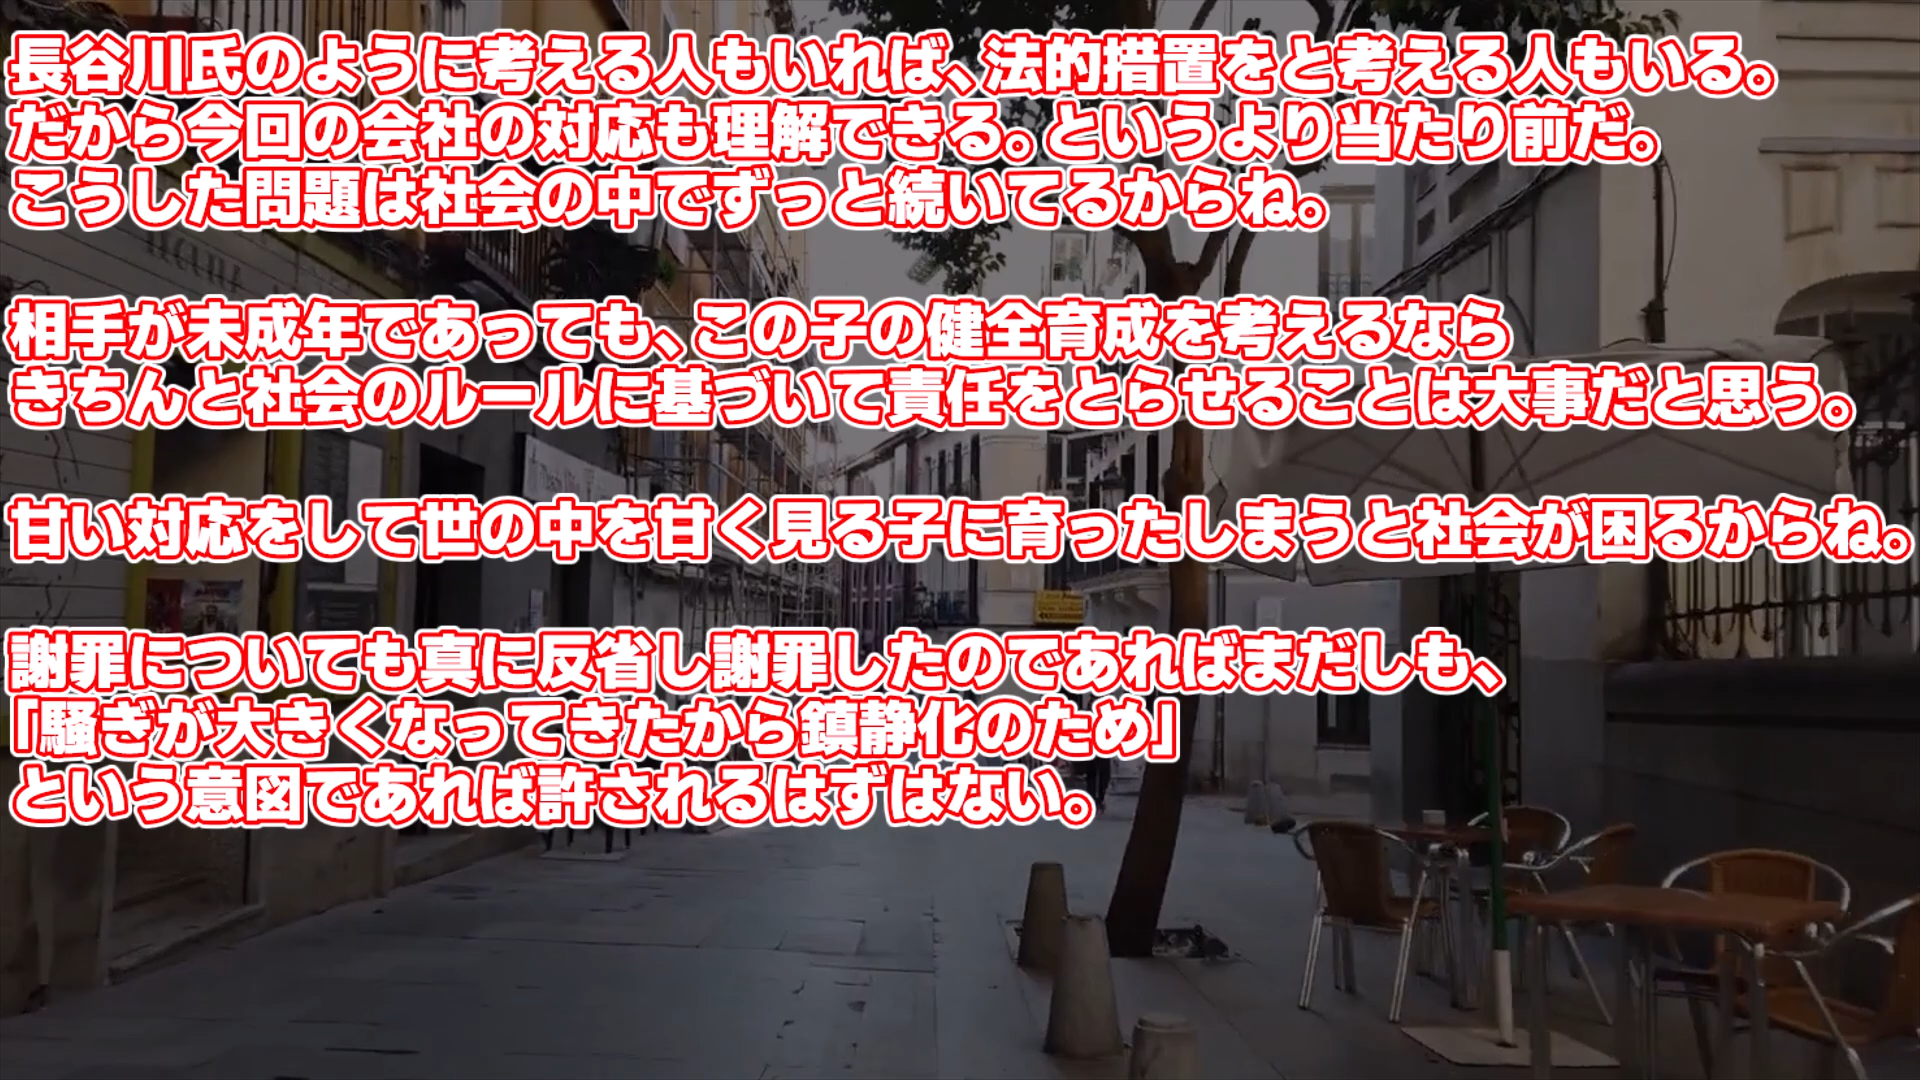 長谷川氏のように考える人もいれば、法的措置をと考える人もいる。
だから今回の会社の対応も理解できる。というより当たり前だ。
こうした問題は社会の中でずっと続いてるからね。
相手が未成年であっても、この子の健全育成を考えるなら
きちんと社会のルールに基づいて責任をとらせることは大事だと思う。
甘い対応をして世の中を甘く見る子に育ったしまうと社会が困るからね。
謝罪についても真に反省し謝罪したのであればまだしも、
「騒ぎが大きくなってきたから鎮静化のため」
という意図であれば許されるはずはない。